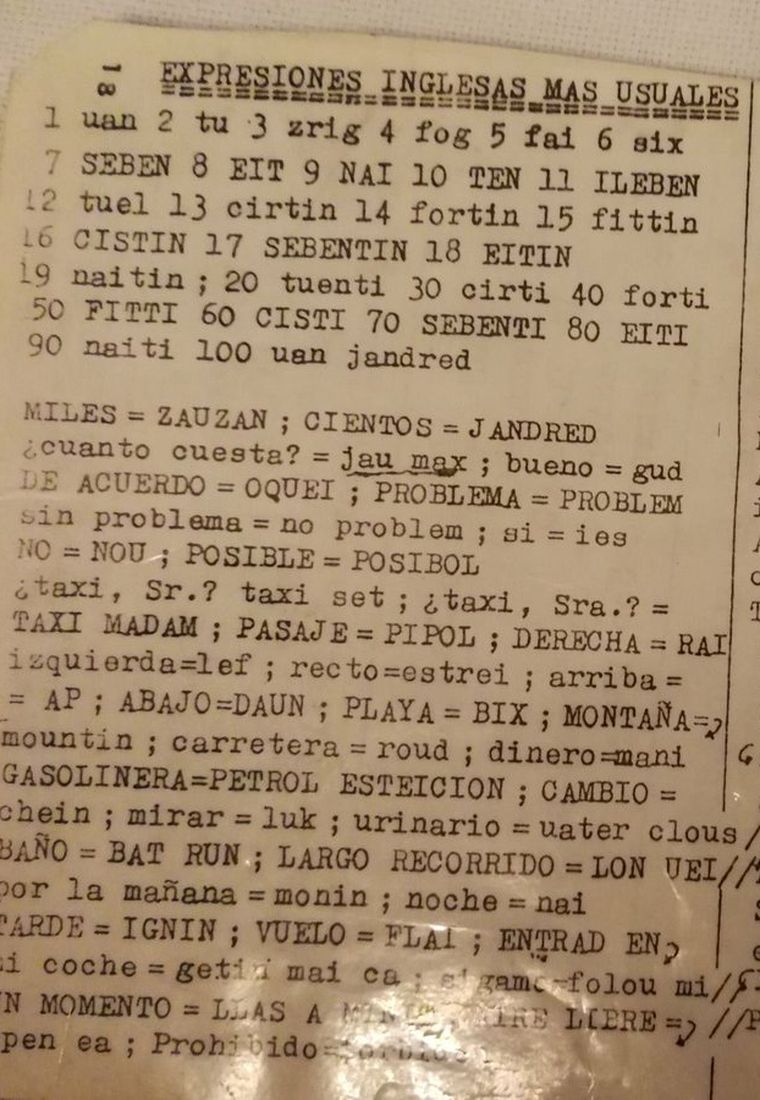 18 EXPRESIONES INGLESAS MAS USUALES
1 uan 2 tu 3 zrig 4 fog 5 fai 6 six
7 SEBEN 8 EIT 9 NAI 10 TEN 11 ILEBEN
12 tuel 13 cirtin 14 fortin 15 fittin
16 CISTIN 17 SEBENTIN 18 EITIN
19 naitin ; 20 tuenti 30 cirti 40 forti
50 FITTI 60 CISTI 70 SEBENTI 80 EITI
90 naiti 100 uan jandred
MILES = ZAUZAN ; CIENTOS = JANDRED
¿cuanto cuesta? = jau max ; bueno = gud
DE ACUERDO = OQUEI ; PROBLEMA = PROBLEM
sin problema = no problem ; si = ies
NO = NOU ; POSIBLE = POSIBOL
¿taxi, Sr.? taxi set ; ¿taxi, Sra.? =
TAXI MADAM ; PASAJE = PIPOL ; DERECHA = RAI
izquierda=lef ; recto=estrei ; arriba =
= AP ; ABAJO=DAUN ; PLAYA = BIX ; MONTAÑA=
mountin ; carretera = roud ; dinero=mani
GASOLINERA=PETROL ESTEICION ; CAMBIO =
chein ; mirar = luk ; urinario = uater clous/
BAÑO = BAT RUN ; LARGO RECORRIDO = LON UEI//
por la mañana = monin ; noche = nai
TARDE = IGNIN ; VUELO = FLAI ; ENTRAD EN
i coche = getin mai ca ; sigame=folou mi//
UN MOMENTO = LLAS A LIBRE =
pen ea ; Prohibido=